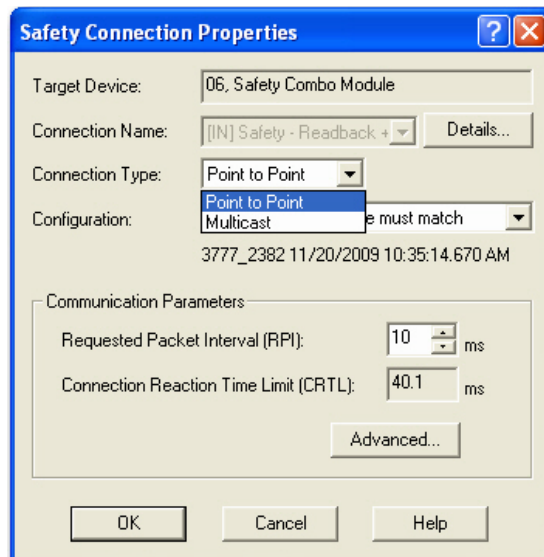 Safety Connection Properties
Target Device: 06, Safety Combo Module
Connection Name: [IN] Safety - Readback + Details...
Connection Type: Point to Point
Point to Point
Multicast
Configuration: e must match
3777_2382 11/20/2009 10:35:14.670 AM
Communication Parameters
Requested Packet Interval (RPI): 10 ms
Connection Reaction Time Limit (CRTL): 40.1 ms
Advanced...
OK Cancel Help